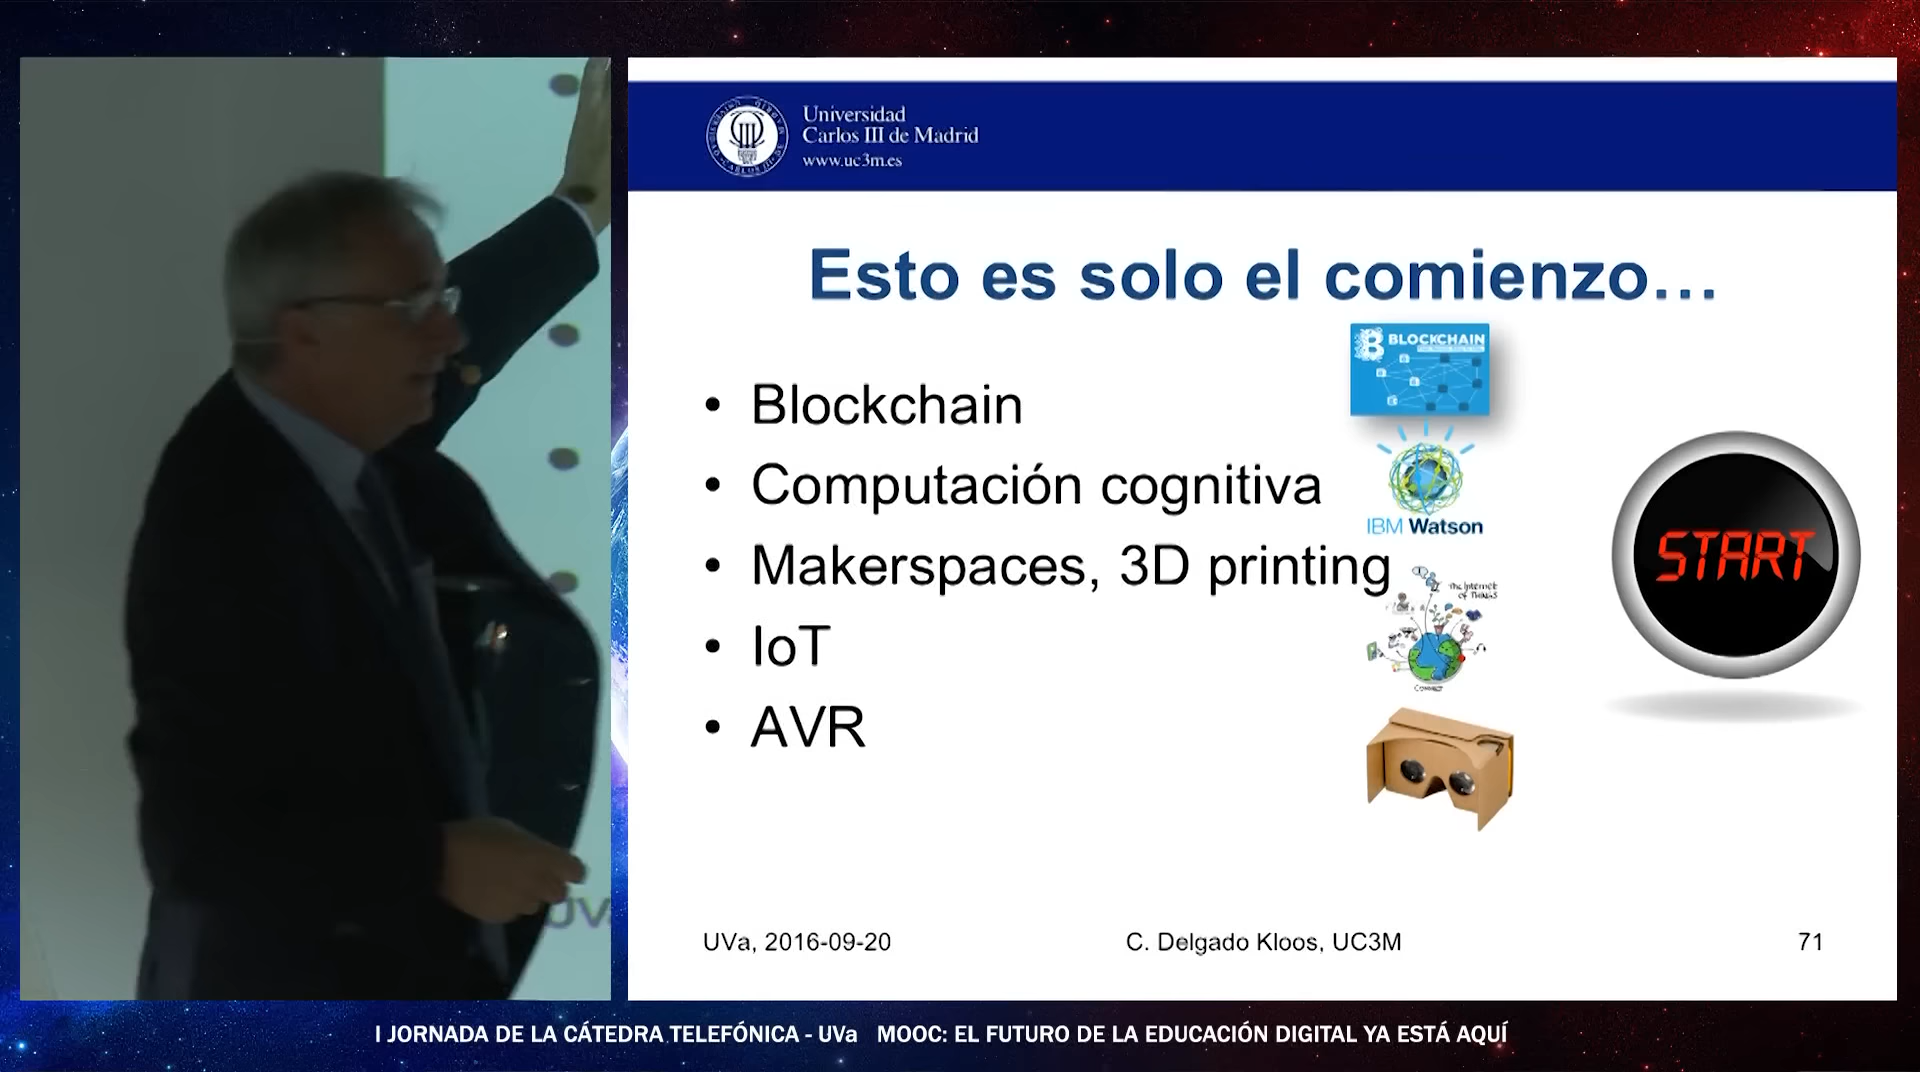 Universidad
Carlos III de Madrid
www.uc3m.es
Esto es solo el comienzo...
BLOCKCHAIN
• Blockchain
• Computación cognitiva
IBM Watson
• Makerspaces, 3D printing
The Internet
of THINGS
START
• IoT
CONNECT
• AVR
UVa, 2016-09-20
C. Delgado Kloos, UC3M
71
I JORNADA DE LA CÁTEDRA TELEFÓNICA - UVa MOOC: EL FUTURO DE LA EDUCACIÓN DIGITAL YA ESTÁ AQUÍ